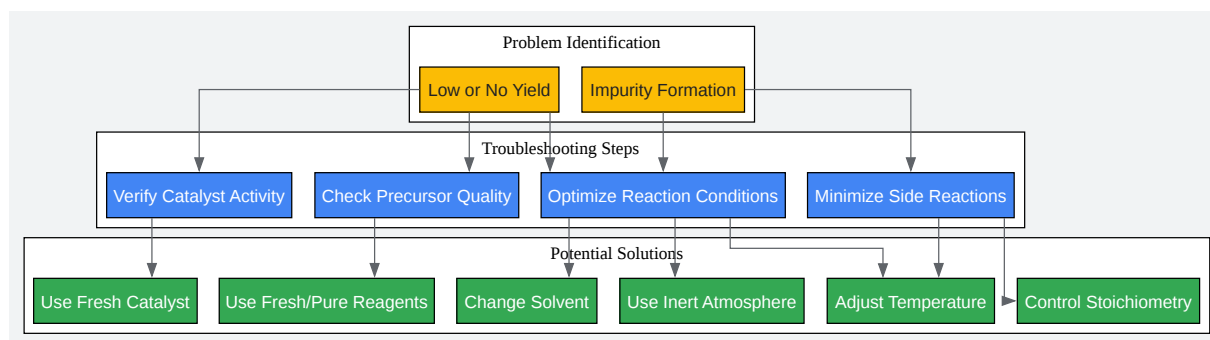 Problem Identification
Low or No Yield
Impurity Formation
Troubleshooting Steps
Verify Catalyst Activity
Check Precursor Quality
Optimize Reaction Conditions
Minimize Side Reactions
Potential Solutions
Use Fresh Catalyst
Use Fresh/Pure Reagents
Change Solvent
Use Inert Atmosphere
Adjust Temperature
Control Stoichiometry